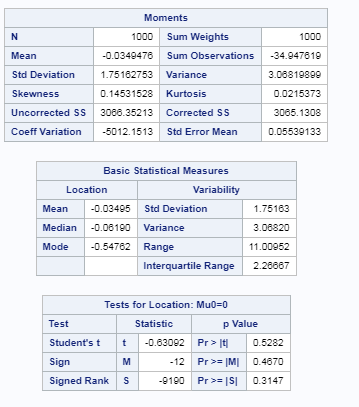 Moments
N 1000 Sum Weights 1000
Mean -0.0349476 Sum Observations -34.947619
Std Deviation 1.75162753 Variance 3.06819899
Skewness 0.14531528 Kurtosis 0.0215373
Uncorrected SS 3066.35213 Corrected SS 3065.1308
Coeff Variation -5012.1513 Std Error Mean 0.05539133
Basic Statistical Measures
Location Variability
Mean -0.03495 Std Deviation 1.75163
Median -0.06190 Variance 3.06820
Mode -0.54762 Range 11.00952
Interquartile Range 2.26667
Tests for Location: Mu0=0
Test Statistic p Value
Student's t t -0.63092 Pr > |t| 0.5282
Sign M -12 Pr >= |M| 0.4670
Signed Rank S -9190 Pr >= |S| 0.3147